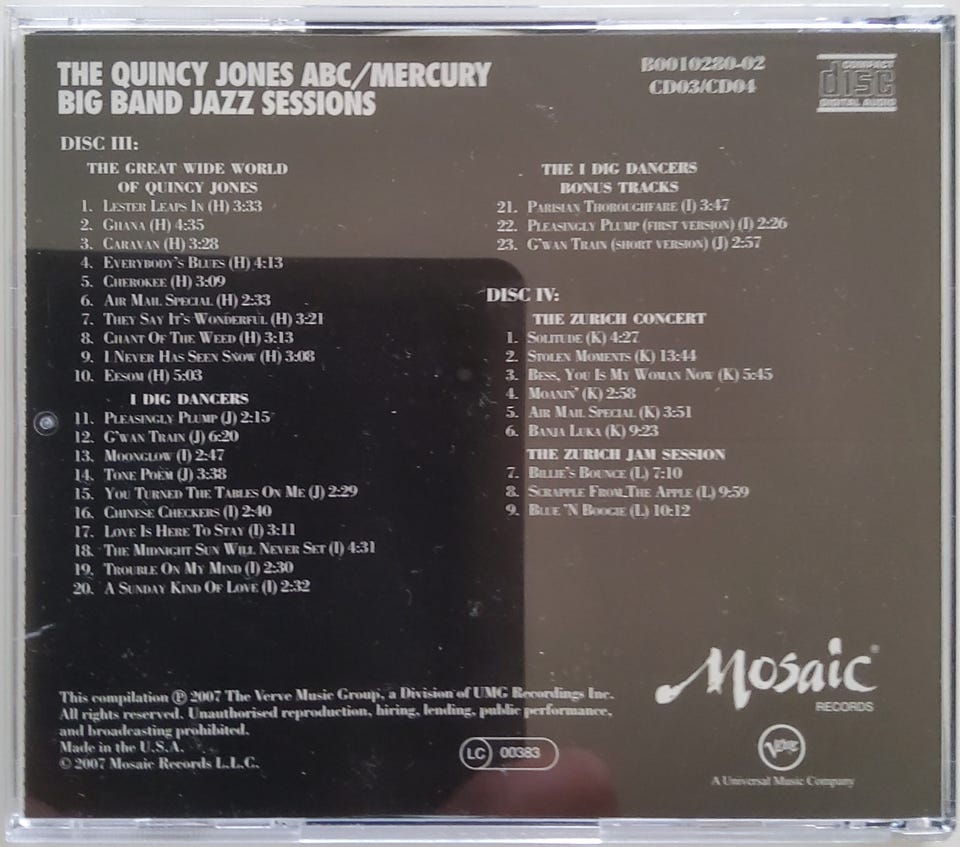 THE QUINCY JONES ABC/MERCURY
BIG BAND JAZZ SESSIONS
B0010280-02
CD03/CD04
COMPACT
disc
DIGITAL AUDIO
DISC III:
THE GREAT WIDE WORLD
OF QUINCY JONES
1. LESTER LEAPS IN (H) 3:33
2. GHANA (H) 4:35
3. CARAVAN (H) 3:28
4. EVERYBODY'S BLUES (H) 4:13
5. CHEROKEE (H) 3:09
6. AIR MAIL SPECIAL (H) 2:33
7. THEY SAY IT'S WONDERFUL (H) 3:21
8. CHANT OF THE WEED (H) 3:13
9. I NEVER HAS SEEN SNOW (H) 3:08
10. EESOM (H) 5:03
I DIG DANCERS
11. PLEASINGLY PLUMP (J) 2:15
12. G'WAN TRAIN (J) 6:20
13. MOONGLOW (I) 2:47
14. TONE POEM (J) 3:38
15. YOU TURNED THE TABLES ON ME (J) 2:29
16. CHINESE CHECKERS (I) 2:40
17. LOVE IS HERE TO STAY (I) 3:11
18. THE MIDNIGHT SUN WILL NEVER SET (I) 4:31
19. TROUBLE ON MY MIND (I) 2:30
20. A SUNDAY KIND OF LOVE (I) 2:32
THE I DIG DANCERS
BONUS TRACKS
21. PARISIAN THOROUGHFARE (I) 3:47
22. PLEASINGLY PLUMP (FIRST VERSION) (I) 2:26
23. G'WAN TRAIN (SHORT VERSION) (J) 2:57
DISC IV:
THE ZURICH CONCERT
1. SOLITUDE (K) 4:27
2. STOLEN MOMENTS (K) 13:44
3. BESS, YOU IS MY WOMAN NOW (K) 5:45
4. MOANIN' (K) 2:58
5. AIR MAIL SPECIAL (K) 3:51
6. BANJA LUKA (K) 9:23
THE ZURICH JAM SESSION
7. BILLIE'S BOUNCE (L) 7:10
8. SCRAPPLE FROM THE APPLE (L) 9:59
9. BLUE 'N BOOGIE (L) 10:12
This compilation ℗ 2007 The Verve Music Group, a Division of UMG Recordings Inc.
All rights reserved. Unauthorised reproduction, hiring, lending, public performance,
and broadcasting prohibited.
Made in the U.S.A.
© 2007 Mosaic Records L.L.C.
LC 00383
Mosaic®
RECORDS
Verve
A Universal Music Company